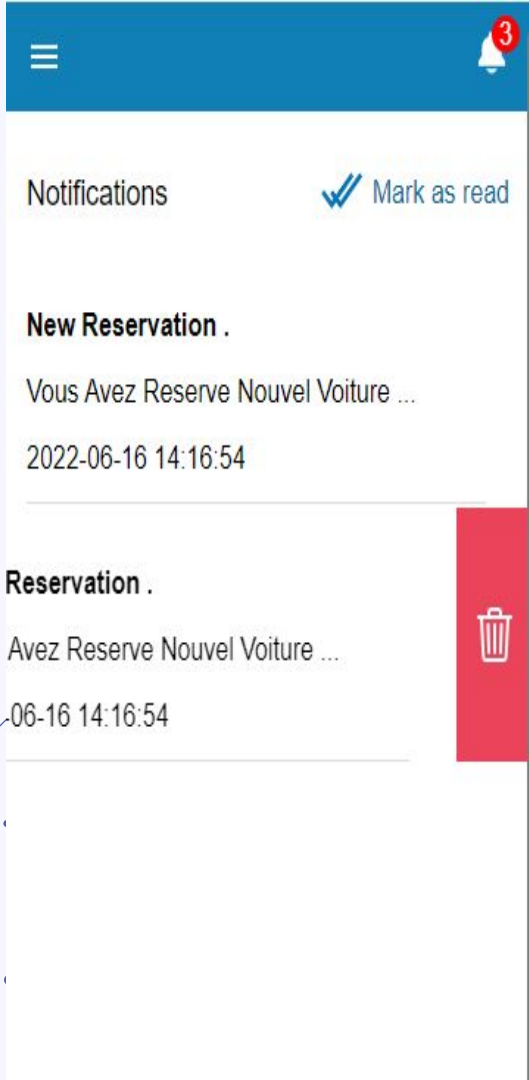 3
Notifications
Mark as read
New Reservation .
Vous Avez Reserve Nouvel Voiture ...
2022-06-16 14:16:54
Reservation .
Avez Reserve Nouvel Voiture ...
-06-16 14:16:54